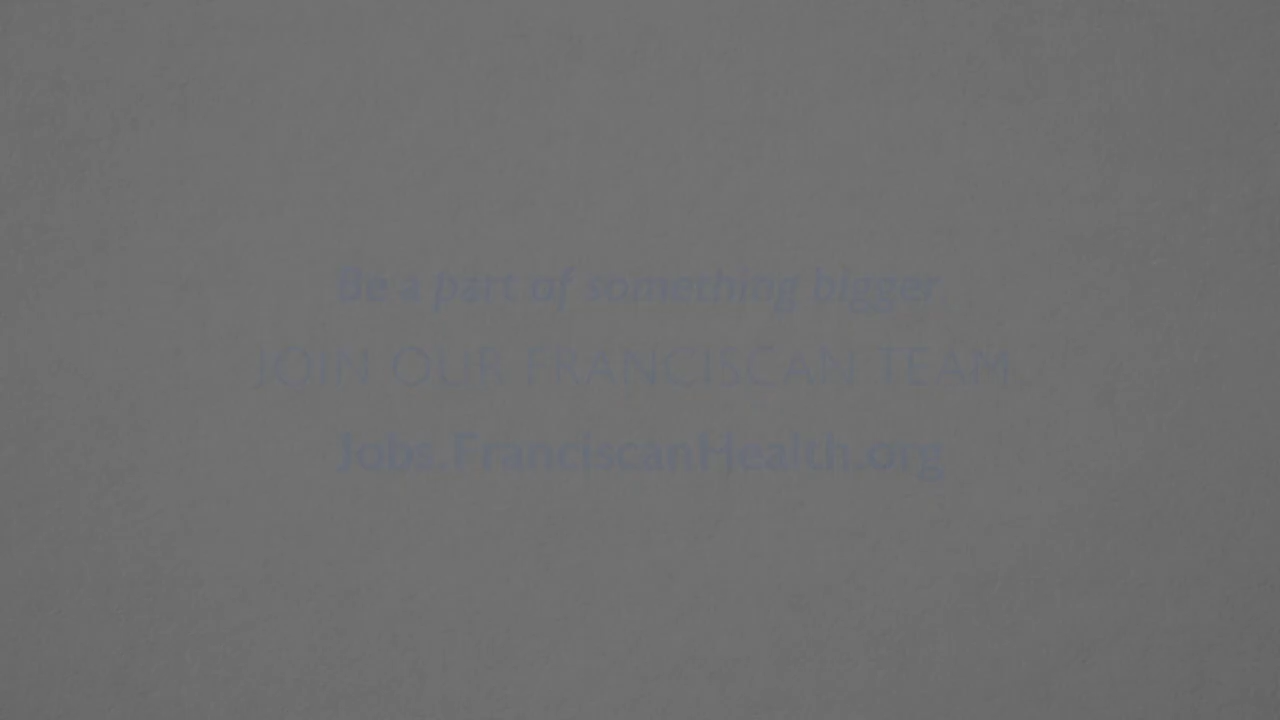 Be a part of something bigger
JOIN OUR FRANCISCAN TEAM
Jobs.FranciscanHealth.org